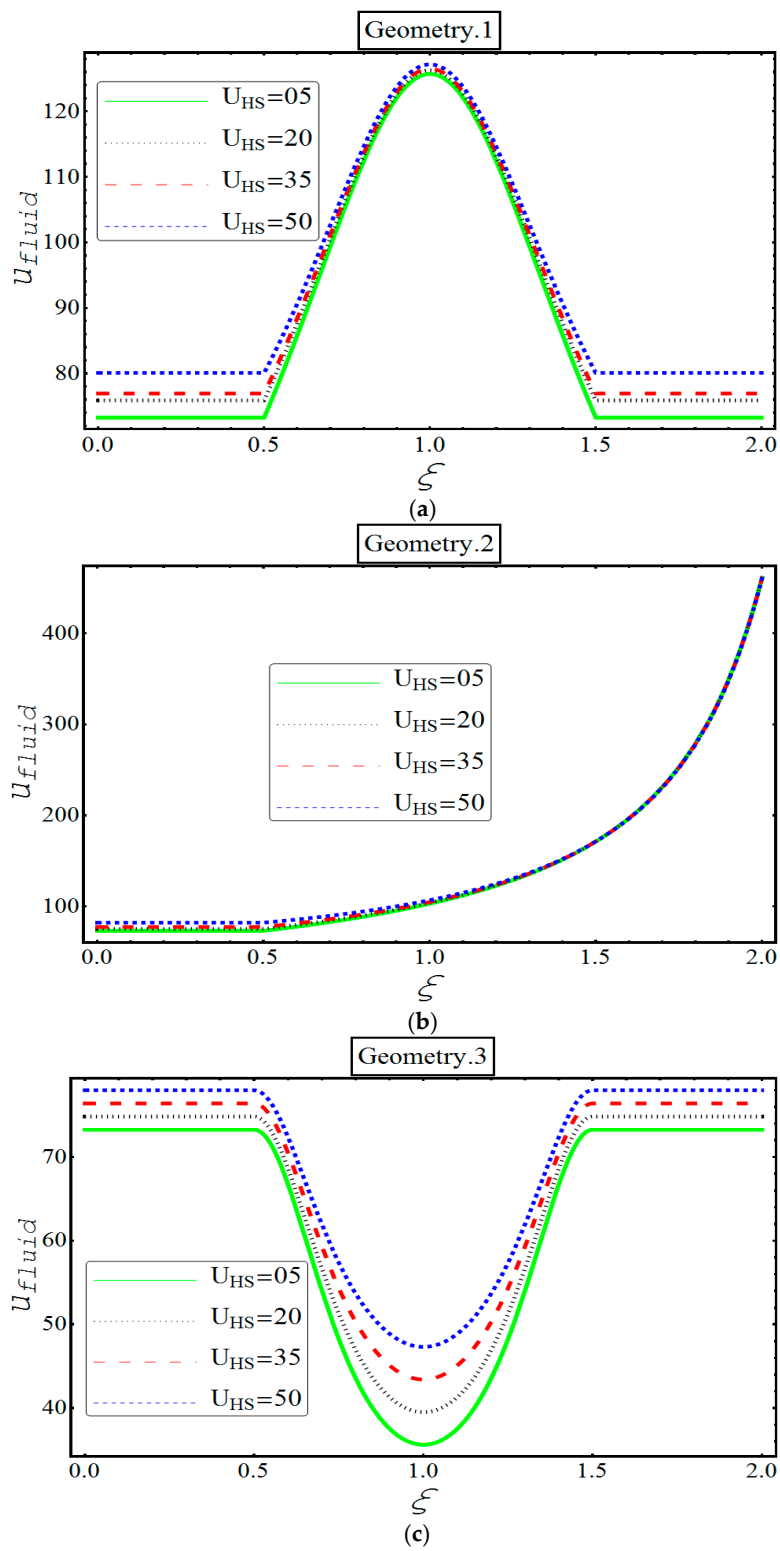 Geometry.1
120
110
100
90
80
u_fluid
U_HS=05
U_HS=20
U_HS=35
U_HS=50
0.0 0.5 1.0 1.5 2.0
ξ
(a)
Geometry.2
400
300
200
100
u_fluid
U_HS=05
U_HS=20
U_HS=35
U_HS=50
0.0 0.5 1.0 1.5 2.0
ξ
(b)
Geometry.3
70
60
50
40
u_fluid
U_HS=05
U_HS=20
U_HS=35
U_HS=50
0.0 0.5 1.0 1.5 2.0
ξ
(c)